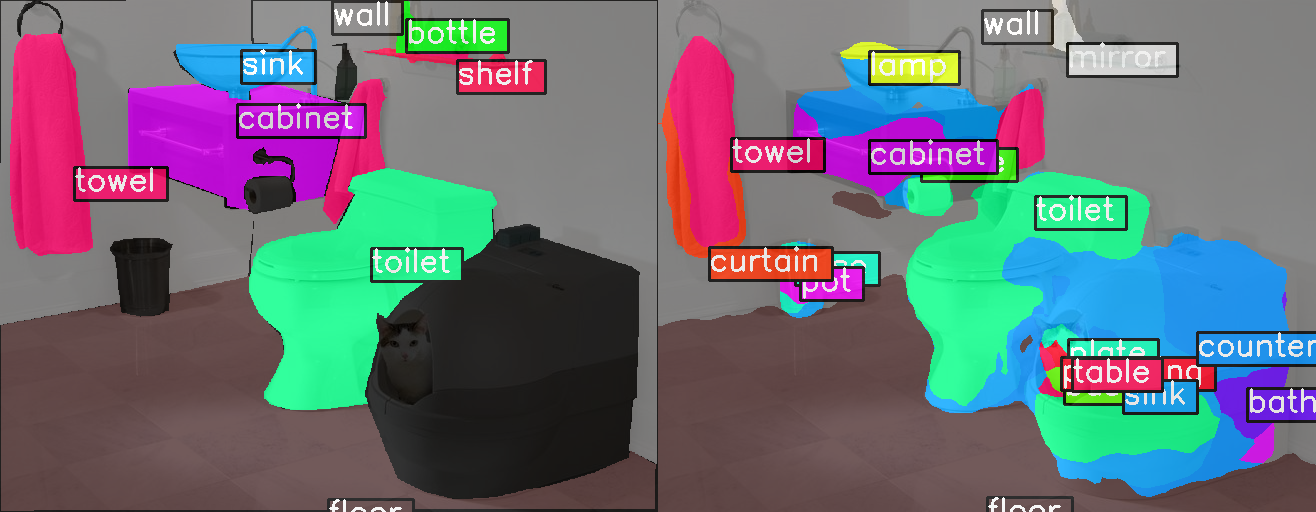 wall
bottle
sink
shelf
cabinet
towel
toilet
floor
wall
mirror
lamp
towel
cabinet
toilet
curtain
pot
plate
counter
table
sink
bath
floor